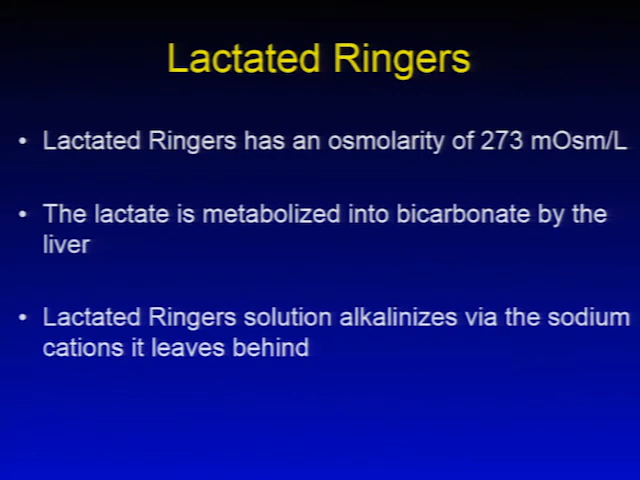 Lactated Ringers
• Lactated Ringers has an osmolarity of 273 mOsm/L
• The lactate is metabolized into bicarbonate by the
liver
• Lactated Ringers solution alkalinizes via the sodium
cations it leaves behind